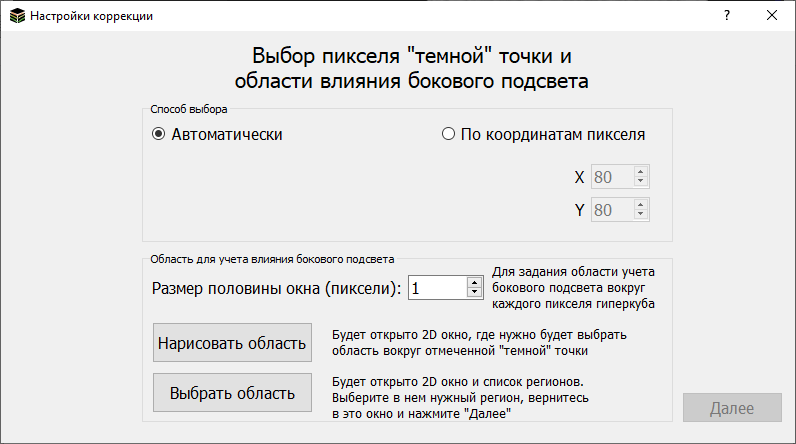 Настройки коррекции
?
Выбор пикселя "темной" точки и
области влияния бокового подсвета
Способ выбора
Автоматически
По координатам пикселя
X 80
Y 80
Область для учета влияния бокового подсвета
Размер половины окна (пиксели): 1
Для задания области учета
бокового подсвета вокруг
каждого пикселя гиперкуба
Нарисовать область
Будет открыто 2D окно, где нужно будет выбрать
область вокруг отмеченной "темной" точки
Выбрать область
Будет открыто 2D окно и список регионов.
Выберите в нем нужный регион, вернитесь
в это окно и нажмите "Далее"
Далее